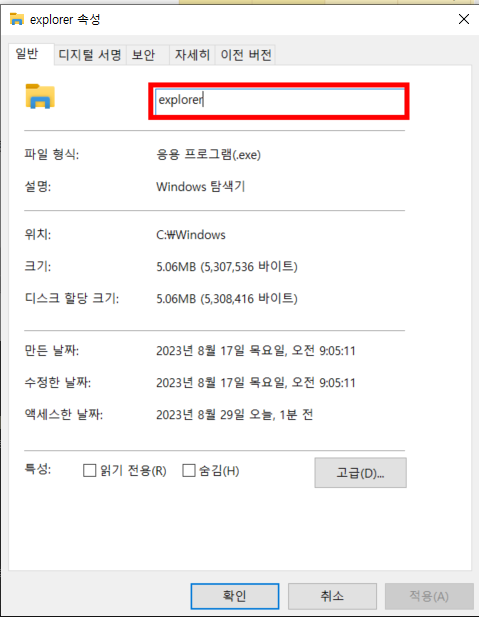 explorer 속성
일반 디지털 서명 보안 자세히 이전 버전
explorer
파일 형식: 응용 프로그램(.exe)
설명: Windows 탐색기
위치: C:₩Windows
크기: 5.06MB (5,307,536 바이트)
디스크 할당 크기: 5.06MB (5,308,416 바이트)
만든 날짜: 2023년 8월 17일 목요일, 오전 9:05:11
수정한 날짜: 2023년 8월 17일 목요일, 오전 9:05:11
액세스한 날짜: 2023년 8월 29일 오늘, 1분 전
특성: 읽기 전용(R) 숨김(H) 고급(D)...
확인 취소 적용(A)